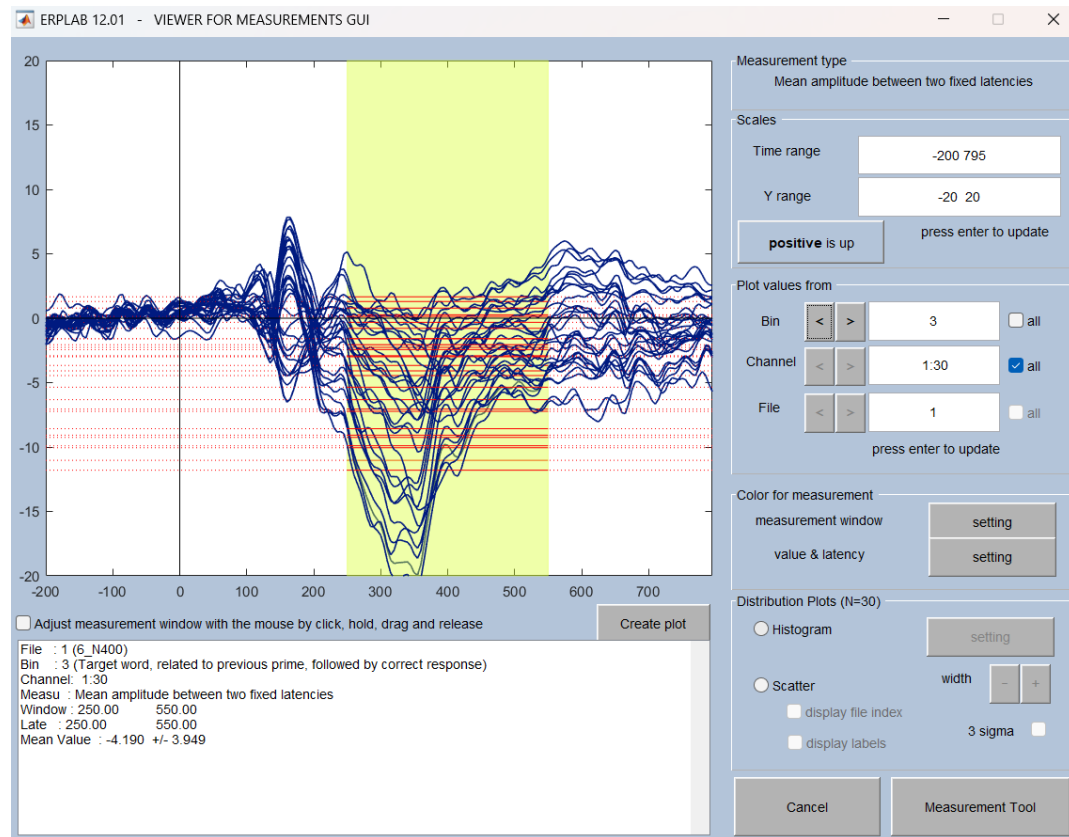 ERPLAB 12.01 - VIEWER FOR MEASUREMENTS GUI
20
15
10
5
0
-5
-10
-15
-20
-200 -100 0 100 200 300 400 500 600 700
Adjust measurement window with the mouse by click, hold, drag and release
Create plot
File : 1 (6_N400)
Bin : 3 (Target word, related to previous prime, followed by correct response)
Channel: 1:30
Measu : Mean amplitude between two fixed latencies
Window : 250.00 550.00
Late : 250.00 550.00
Mean Value : -4.190 +/- 3.949
Measurement type
Mean amplitude between two fixed latencies
Scales
Time range -200 795
Y range -20 20
positive is up
press enter to update
Plot values from
Bin < > 3 all
Channel < > 1:30 all
File < > 1 all
press enter to update
Color for measurement
measurement window setting
value & latency setting
Distribution Plots (N=30)
Histogram setting
width - +
Scatter
display file index
3 sigma
display labels
Cancel
Measurement Tool